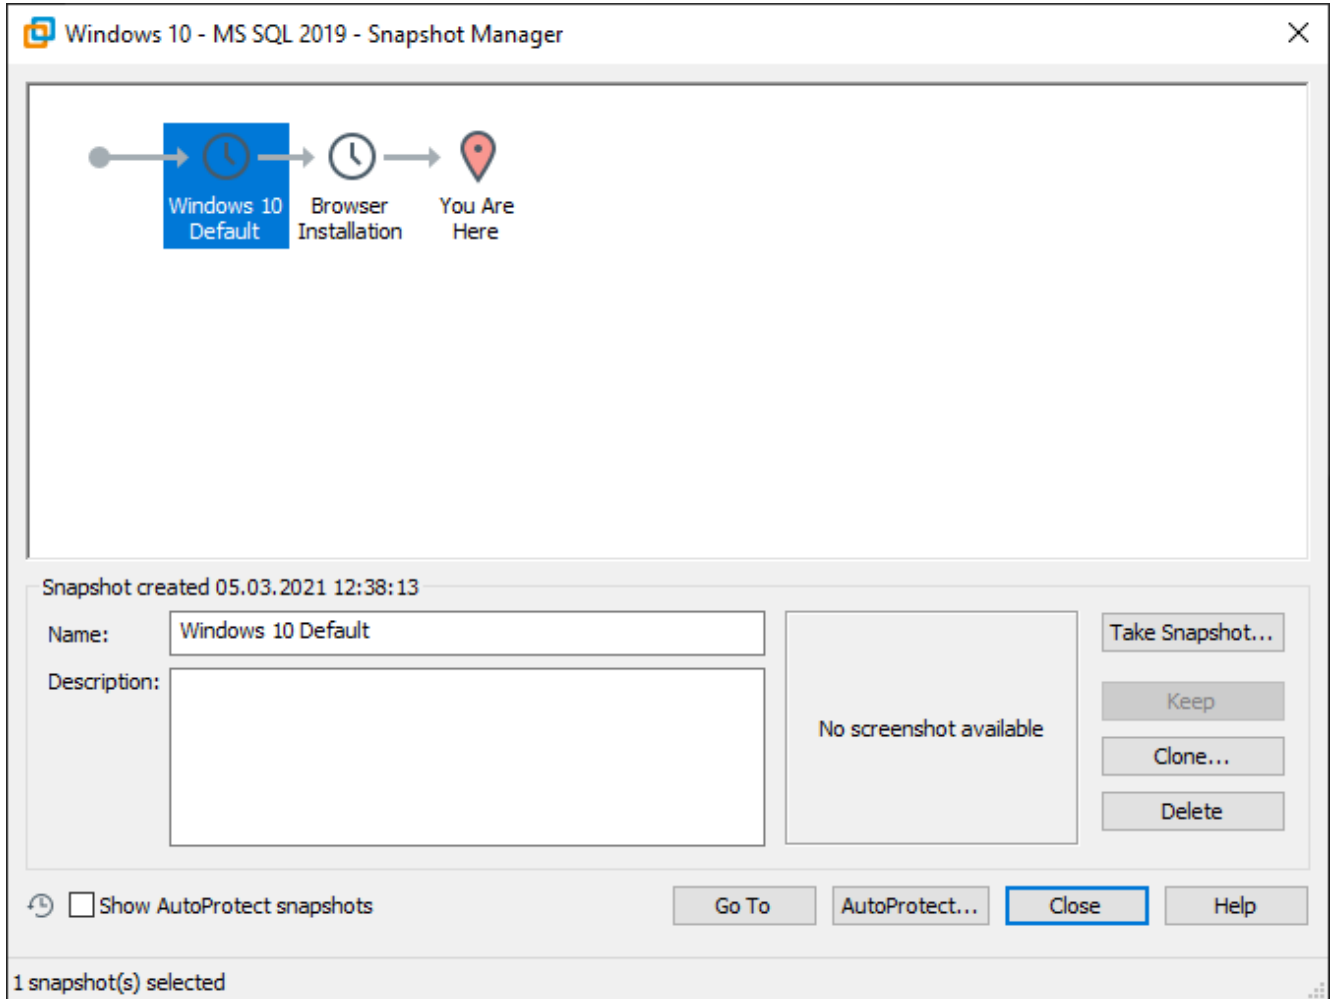 Windows 10 - MS SQL 2019 - Snapshot Manager
Windows 10
Default
Browser
Installation
You Are
Here
Snapshot created 05.03.2021 12:38:13
Name:
Windows 10 Default
Take Snapshot...
Description:
No screenshot available
Keep
Clone...
Delete
Show AutoProtect snapshots
Go To
AutoProtect...
Close
Help
1 snapshot(s) selected